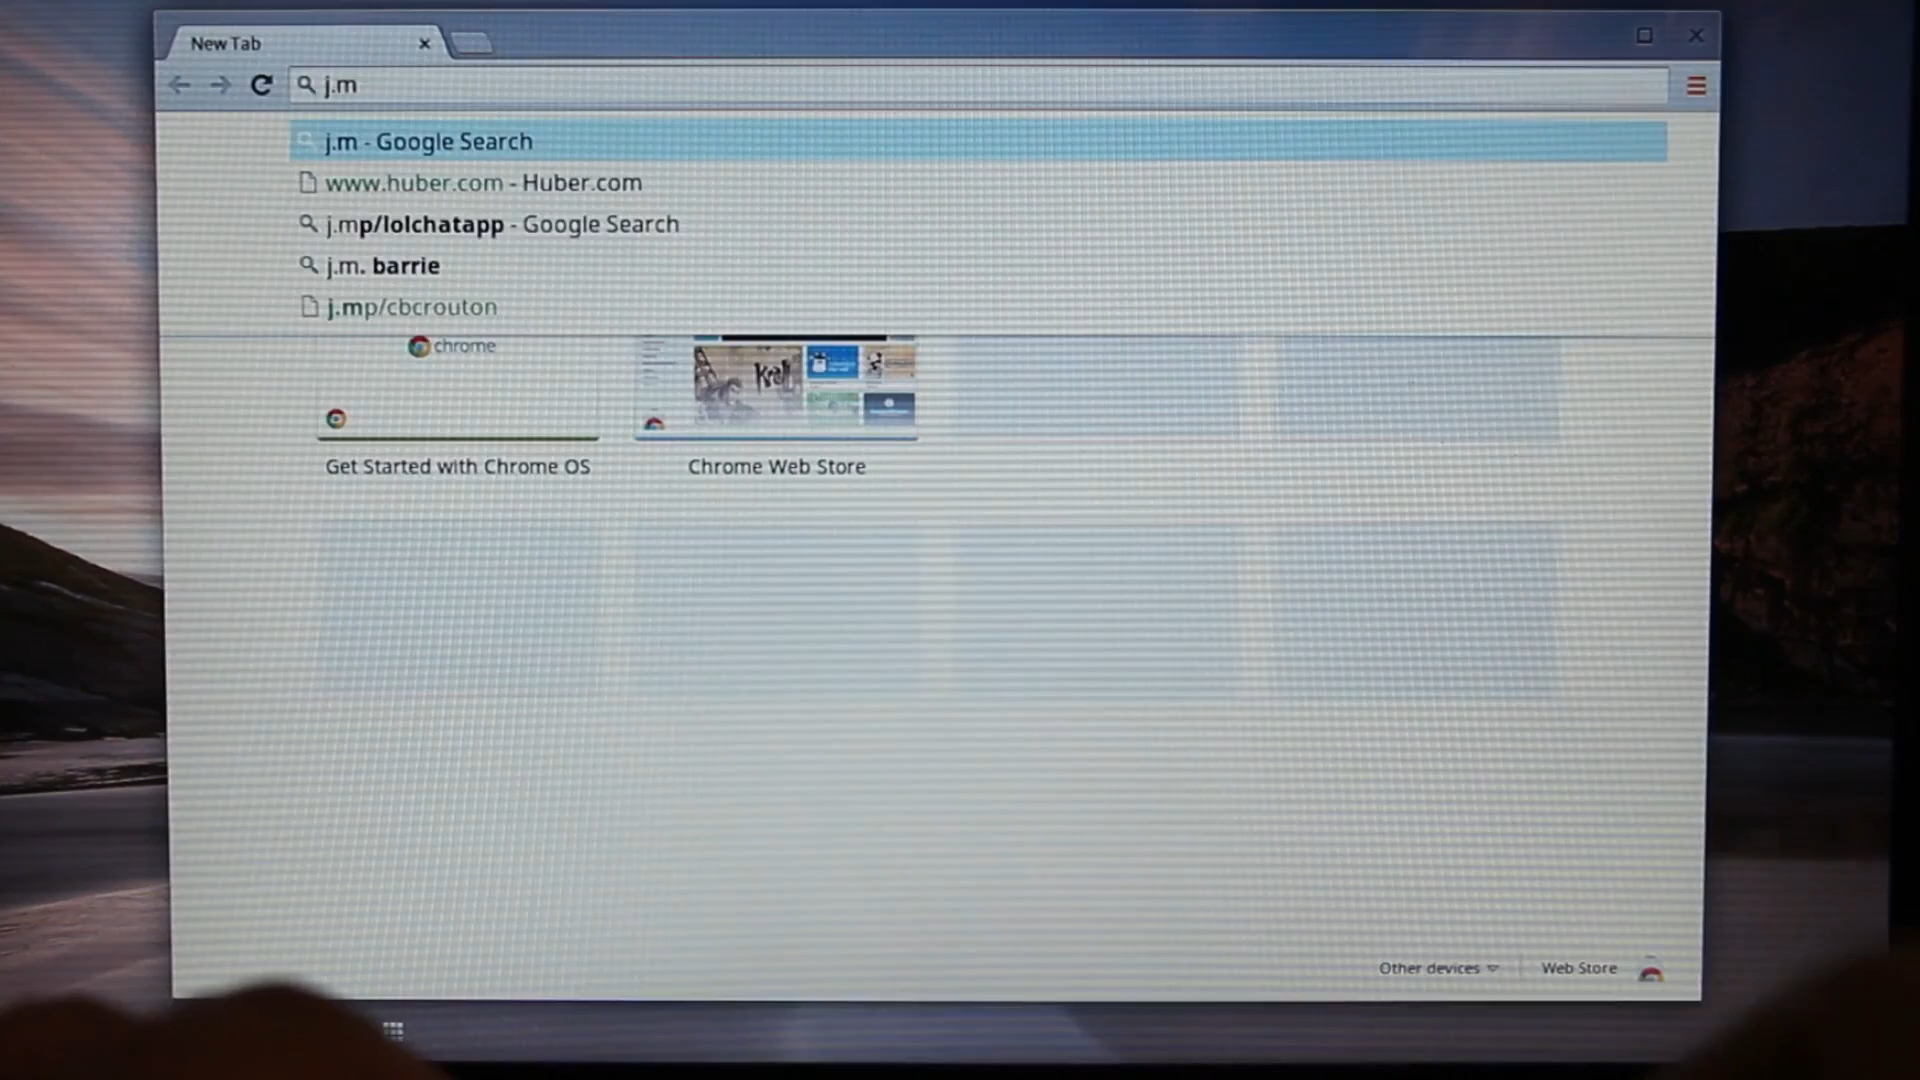 New Tab
j.m
j.m - Google Search
www.huber.com - Huber.com
j.mp/lolchatapp - Google Search
j.m. barrie
j.mp/cbcrouton
chrome
Get Started with Chrome OS
Chrome Web Store
Other devices
Web Store